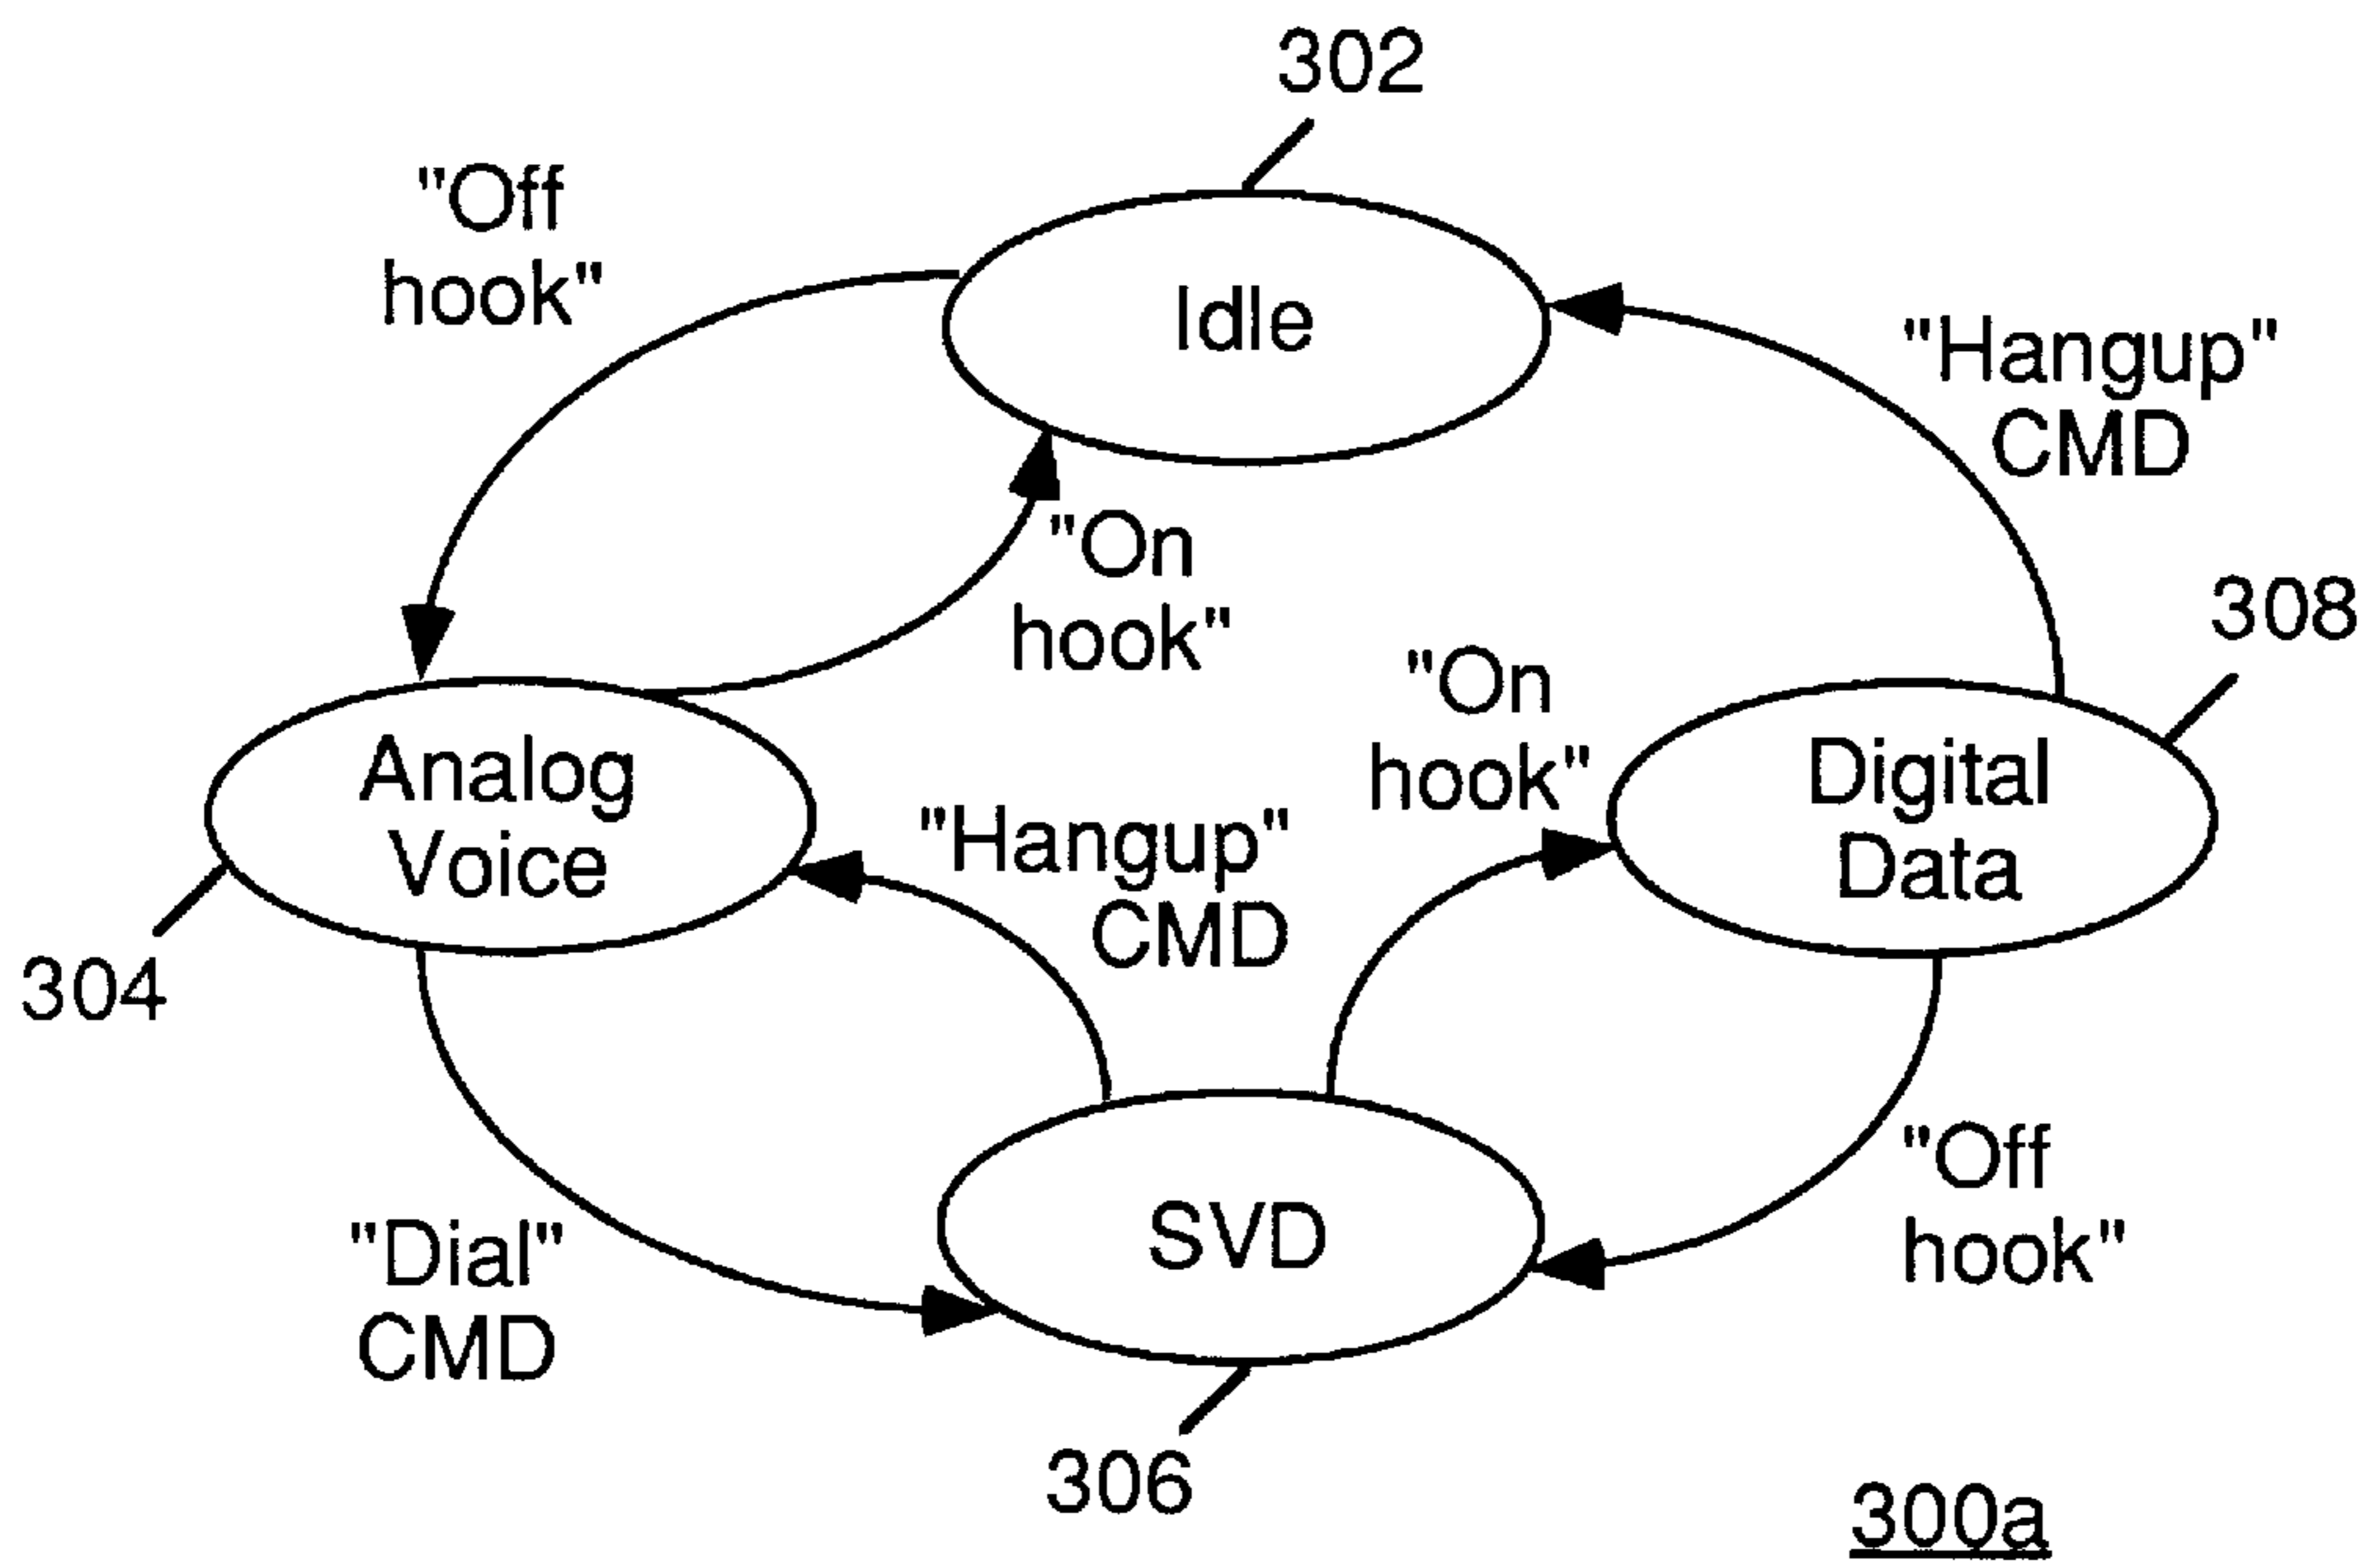 302
"Off
hook"
Idle
"Hangup"
CMD
"On
hook"
308
"On
hook"
Analog
Voice
Digital
Data
"Hangup"
CMD
304
"Off
hook"
"Dial"
CMD
SVD
306
300a